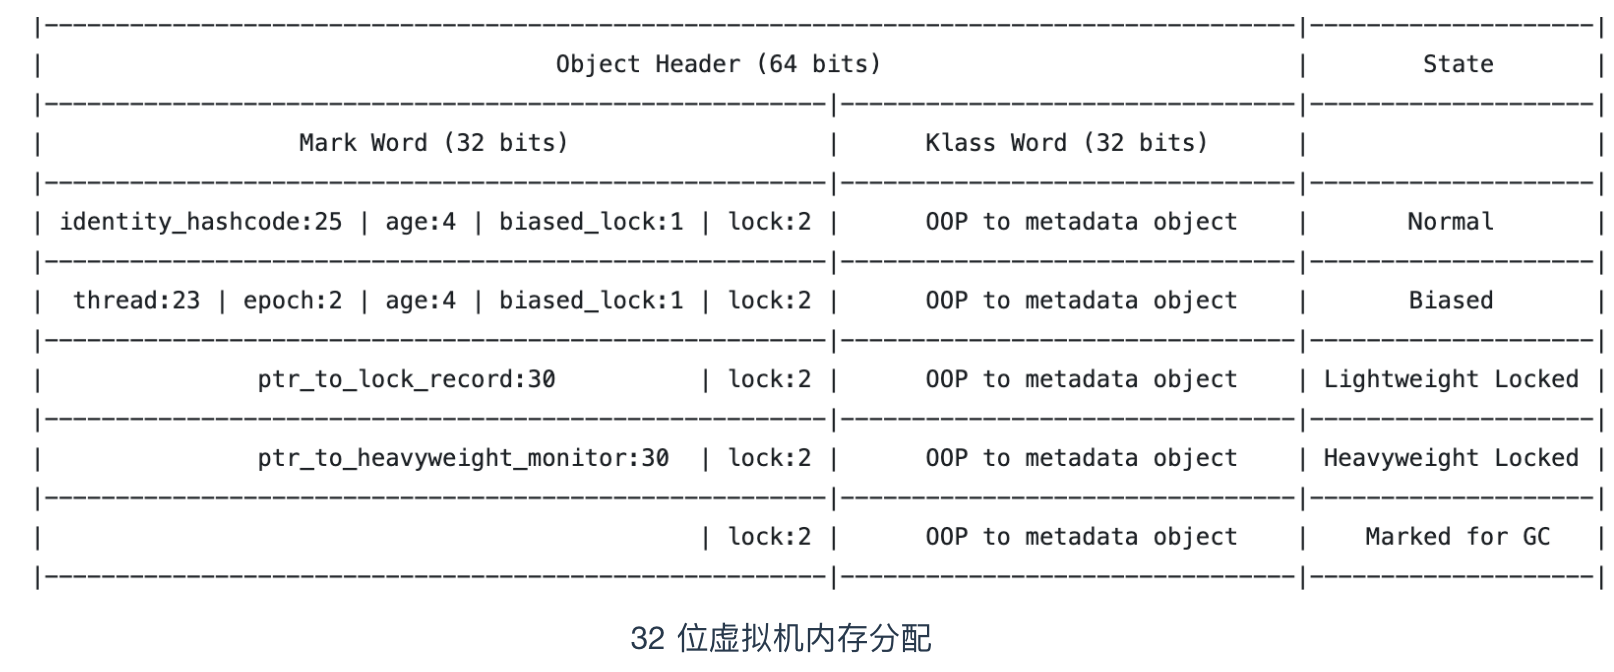 |----------------------------------------------------------------------------------------|--------------------|
| Object Header (64 bits) | State |
|-------------------------------------------------------|--------------------------------|--------------------|
| Mark Word (32 bits) | Klass Word (32 bits) | |
|-------------------------------------------------------|--------------------------------|--------------------|
| identity_hashcode:25 | age:4 | biased_lock:1 | lock:2 | OOP to metadata object | Normal |
|-------------------------------------------------------|--------------------------------|--------------------|
| thread:23 | epoch:2 | age:4 | biased_lock:1 | lock:2 | OOP to metadata object | Biased |
|-------------------------------------------------------|--------------------------------|--------------------|
| ptr_to_lock_record:30 | lock:2 | OOP to metadata object | Lightweight Locked |
|-------------------------------------------------------|--------------------------------|--------------------|
| ptr_to_heavyweight_monitor:30 | lock:2 | OOP to metadata object | Heavyweight Locked |
|-------------------------------------------------------|--------------------------------|--------------------|
| | lock:2 | OOP to metadata object | Marked for GC |
|-------------------------------------------------------|--------------------------------|--------------------|
32 位虚拟机内存分配